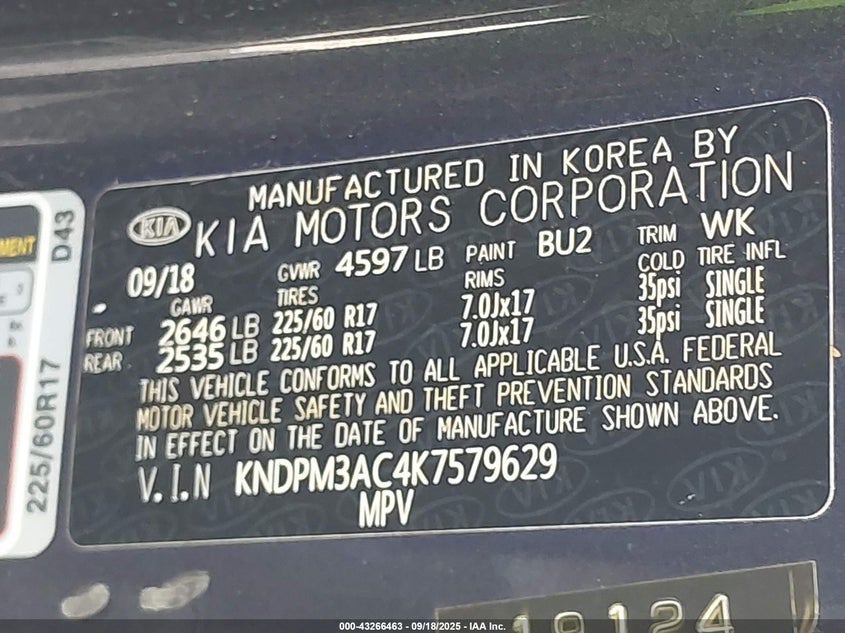 MANUFACTURED IN KOREA BY
KIA KIA MOTORS CORPORATION
09/18 GVWR 4597 LB PAINT BU2 TRIM WK
GAWR TIRES RIMS COLD TIRE INFL
FRONT 2646 LB 225/60 R17 7.0Jx17 35psi SINGLE
REAR 2535 LB 225/60 R17 7.0Jx17 35psi SINGLE
THIS VEHICLE CONFORMS TO ALL APPLICABLE U.S.A. FEDERAL
MOTOR VEHICLE SAFETY AND THEFT PREVENTION STANDARDS
IN EFFECT ON THE DATE OF MANUFACTURE SHOWN ABOVE.
V.I.N KNDPM3AC4K7579629
MPV
D43
225/60R17
19124
000-43266463 - 09/18/2025 - IAA Inc.